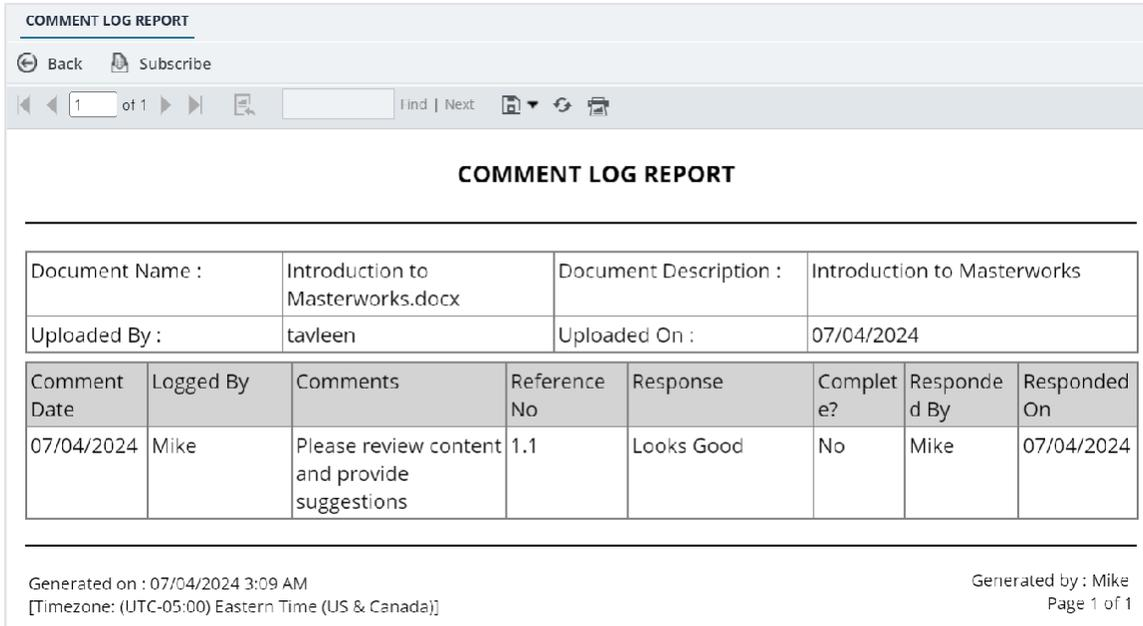 COMMENT LOG REPORT
Back Subscribe
1 of 1 Find | Next
COMMENT LOG REPORT
Document Name : Introduction to Masterworks.docx Document Description : Introduction to Masterworks
Uploaded By : tavleen Uploaded On : 07/04/2024
Comment Date Logged By Comments Reference No Response Complete? Responded By Responded On
07/04/2024 Mike Please review content and provide suggestions 1.1 Looks Good No Mike 07/04/2024
Generated on : 07/04/2024 3:09 AM
[Timezone: (UTC-05:00) Eastern Time (US & Canada)]
Generated by : Mike
Page 1 of 1